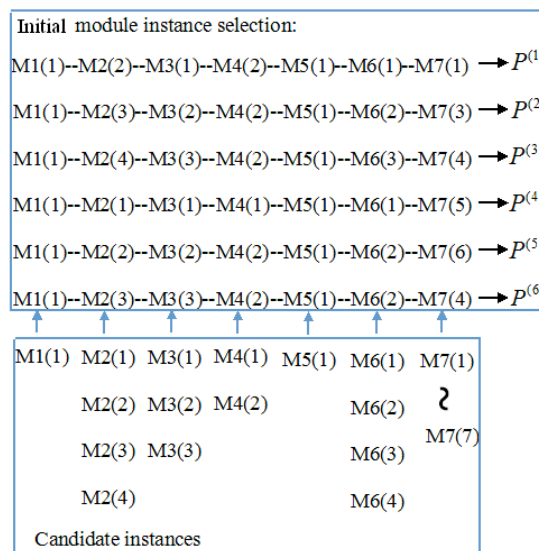 Initial module instance selection:
M1(1)--M2(2)--M3(1)--M4(2)--M5(1)--M6(1)--M7(1) → P^(1
M1(1)--M2(3)--M3(2)--M4(2)--M5(1)--M6(2)--M7(3) → P^(2
M1(1)--M2(4)--M3(3)--M4(2)--M5(1)--M6(3)--M7(4) → P^(3
M1(1)--M2(1)--M3(1)--M4(1)--M5(1)--M6(1)--M7(5) → P^(4
M1(1)--M2(2)--M3(2)--M4(2)--M5(1)--M6(2)--M7(6) → P^(5
M1(1)--M2(3)--M3(3)--M4(2)--M5(1)--M6(2)--M7(4) → P^(6
M1(1) M2(1) M3(1) M4(1) M5(1) M6(1) M7(1)
M2(2) M3(2) M4(2) M6(2) ~
M2(3) M3(3) M6(3) M7(7)
M2(4) M6(4)
Candidate instances